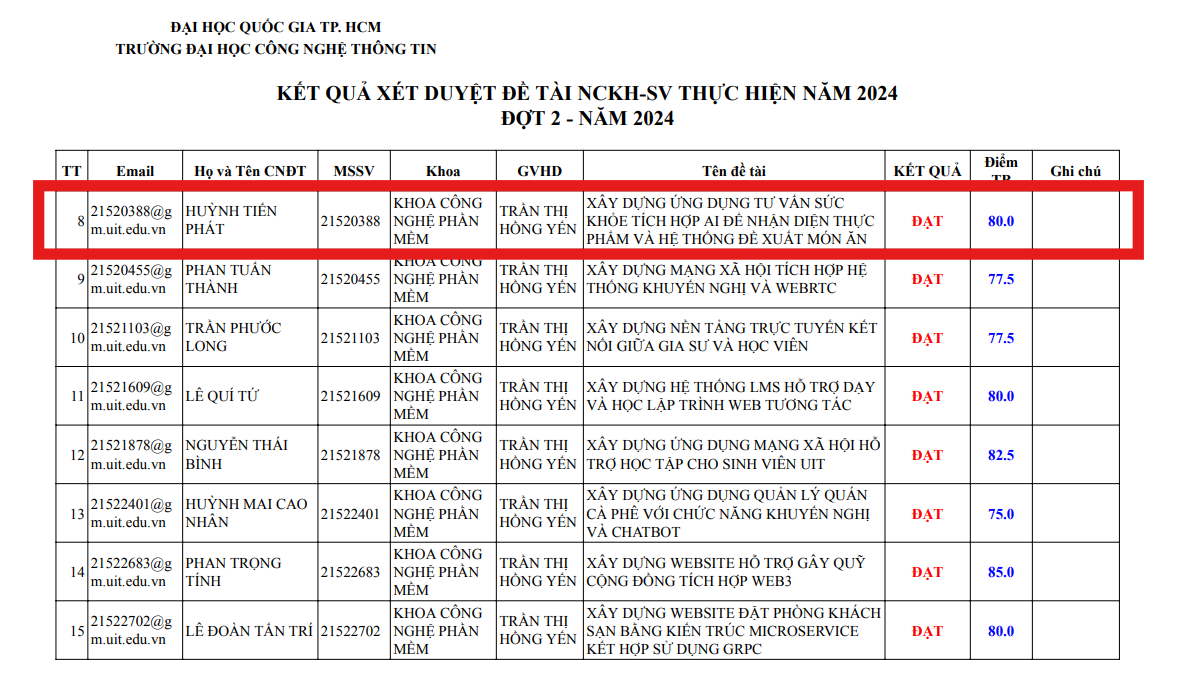 ĐẠI HỌC QUỐC GIA TP. HCM
TRƯỜNG ĐẠI HỌC CÔNG NGHỆ THÔNG TIN
KẾT QUẢ XÉT DUYỆT ĐỀ TÀI NCKH-SV THỰC HIỆN NĂM 2024
ĐỢT 2 - NĂM 2024
TT Email Họ và Tên CNĐT MSSV Khoa GVHD Tên đề tài KẾT QUẢ Điểm TB Ghi chú
8 21520388@g HUỲNH TIẾN 21520388 KHOA CÔNG TRẦN THỊ XÂY DỰNG ỨNG DỤNG TƯ VẤN SỨC ĐẠT 80.0
m.uit.edu.vn PHÁT NGHỆ PHẦN HỒNG YẾN KHỎE TÍCH HỢP AI ĐỂ NHẬN DIỆN THỰC
MỀM PHẨM VÀ HỆ THỐNG ĐỀ XUẤT MÓN ĂN
9 21520455@g PHAN TUẤN 21520455 KHOA CÔNG TRẦN THỊ XÂY DỰNG MẠNG XÃ HỘI TÍCH HỢP HỆ ĐẠT 77.5
m.uit.edu.vn THÀNH NGHỆ PHẦN HỒNG YẾN THỐNG KHUYẾN NGHỊ VÀ WEBRTC
MỀM
10 21521103@g TRẦN PHƯỚC 21521103 KHOA CÔNG TRẦN THỊ XÂY DỰNG NỀN TẢNG TRỰC TUYẾN KẾT ĐẠT 77.5
m.uit.edu.vn LONG NGHỆ PHẦN HỒNG YẾN NỐI GIỮA GIA SƯ VÀ HỌC VIÊN
MỀM
11 21521609@g LÊ QUÍ TỨ 21521609 KHOA CÔNG TRẦN THỊ XÂY DỰNG HỆ THỐNG LMS HỖ TRỢ DẠY ĐẠT 80.0
m.uit.edu.vn NGHỆ PHẦN HỒNG YẾN VÀ HỌC LẬP TRÌNH WEB TƯƠNG TÁC
MỀM
12 21521878@g NGUYỄN THÁI 21521878 KHOA CÔNG TRẦN THỊ XÂY DỰNG ỨNG DỤNG MẠNG XÃ HỘI HỖ ĐẠT 82.5
m.uit.edu.vn BÌNH NGHỆ PHẦN HỒNG YẾN TRỢ HỌC TẬP CHO SINH VIÊN UIT
MỀM
13 21522401@g HUỲNH MAI CAO 21522401 KHOA CÔNG TRẦN THỊ XÂY DỰNG ỨNG DỤNG QUẢN LÝ QUÁN ĐẠT 75.0
m.uit.edu.vn NHÂN NGHỆ PHẦN HỒNG YẾN CÀ PHÊ VỚI CHỨC NĂNG KHUYẾN NGHỊ
MỀM VÀ CHATBOT
14 21522683@g PHAN TRỌNG 21522683 KHOA CÔNG TRẦN THỊ XÂY DỰNG WEBSITE HỖ TRỢ GÂY QUỸ ĐẠT 85.0
m.uit.edu.vn TÍNH NGHỆ PHẦN HỒNG YẾN CỘNG ĐỒNG TÍCH HỢP WEB3
MỀM
15 21522702@g LÊ ĐOÀN TẤN TRÍ 21522702 KHOA CÔNG TRẦN THỊ XÂY DỰNG WEBSITE ĐẶT PHÒNG KHÁCH ĐẠT 80.0
m.uit.edu.vn NGHỆ PHẦN HỒNG YẾN SẠN BẰNG KIẾN TRÚC MICROSERVICE
MỀM KẾT HỢP SỬ DỤNG GRPC